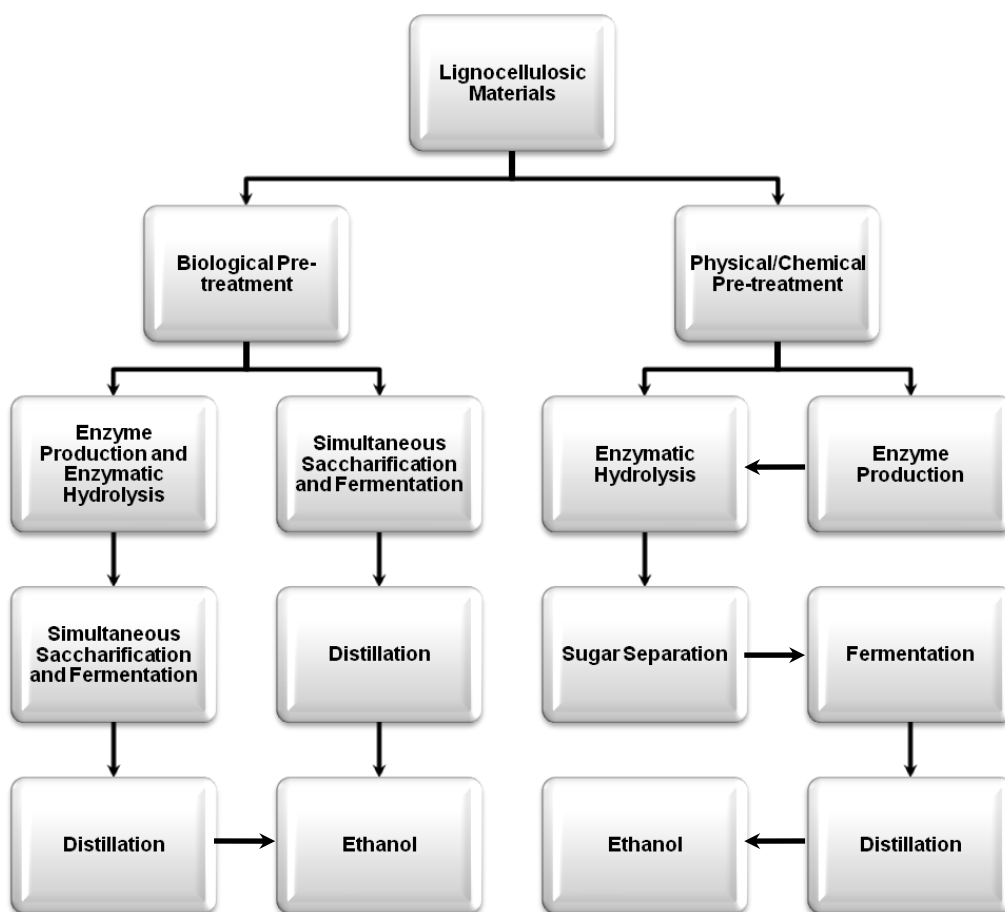 Lignocellulosic
Materials
Biological Pre-
treatment
Physical/Chemical
Pre-treatment
Enzyme
Production and
Enzymatic
Hydrolysis
Simultaneous
Saccharification
and Fermentation
Enzymatic
Hydrolysis
Enzyme
Production
Simultaneous
Saccharification
and Fermentation
Distillation
Sugar Separation
Fermentation
Distillation
Ethanol
Ethanol
Distillation